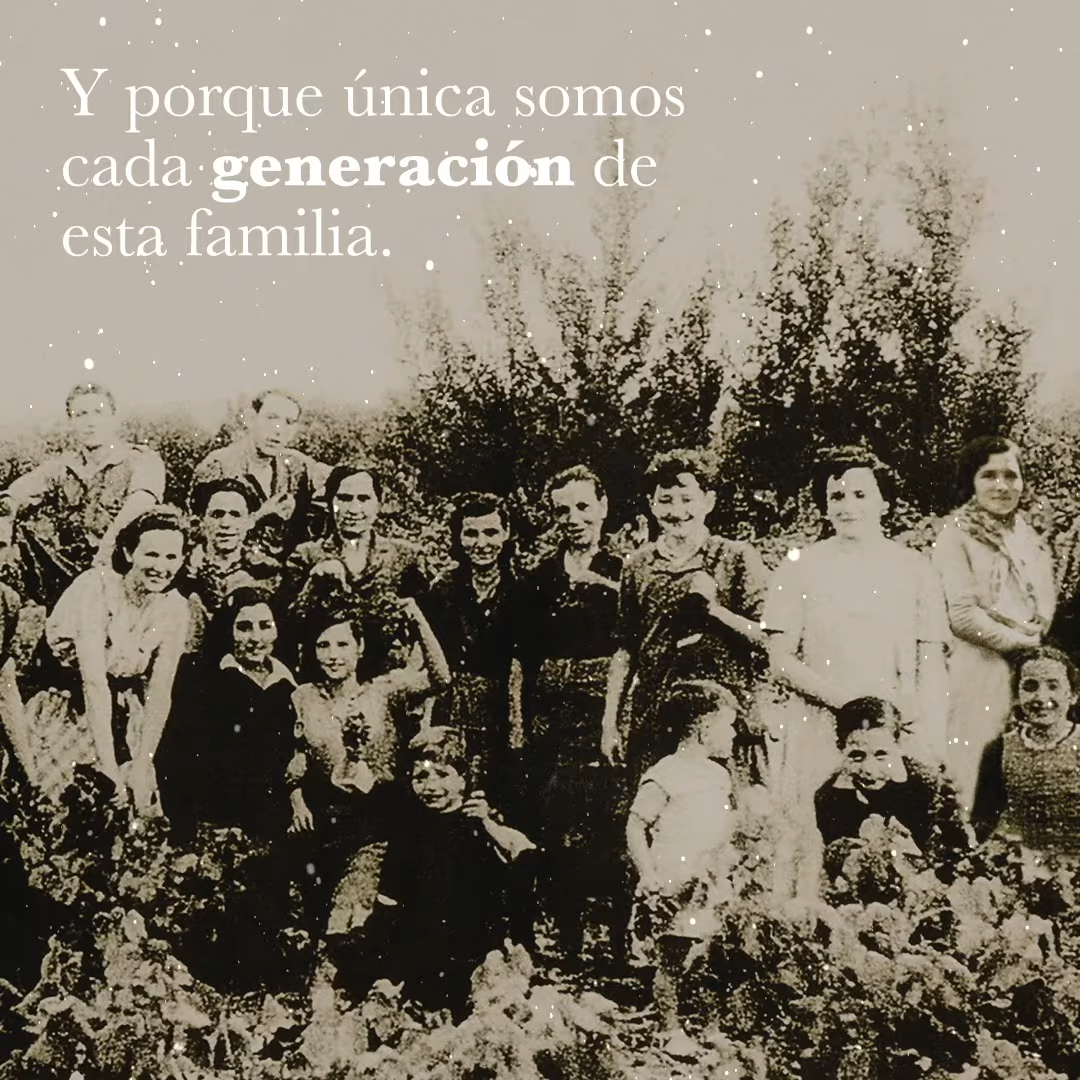 Y porque única somos
cada generación de
esta familia.